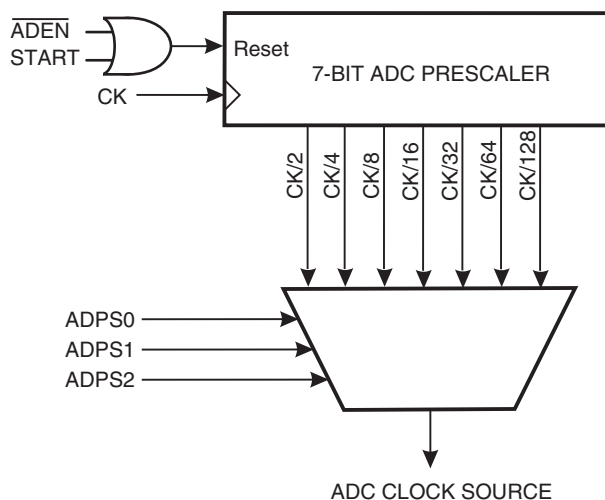 ADEN
START
Reset
7-BIT ADC PRESCALER
CK
CK/2
CK/4
CK/8
CK/16
CK/32
CK/64
CK/128
ADPS0
ADPS1
ADPS2
ADC CLOCK SOURCE